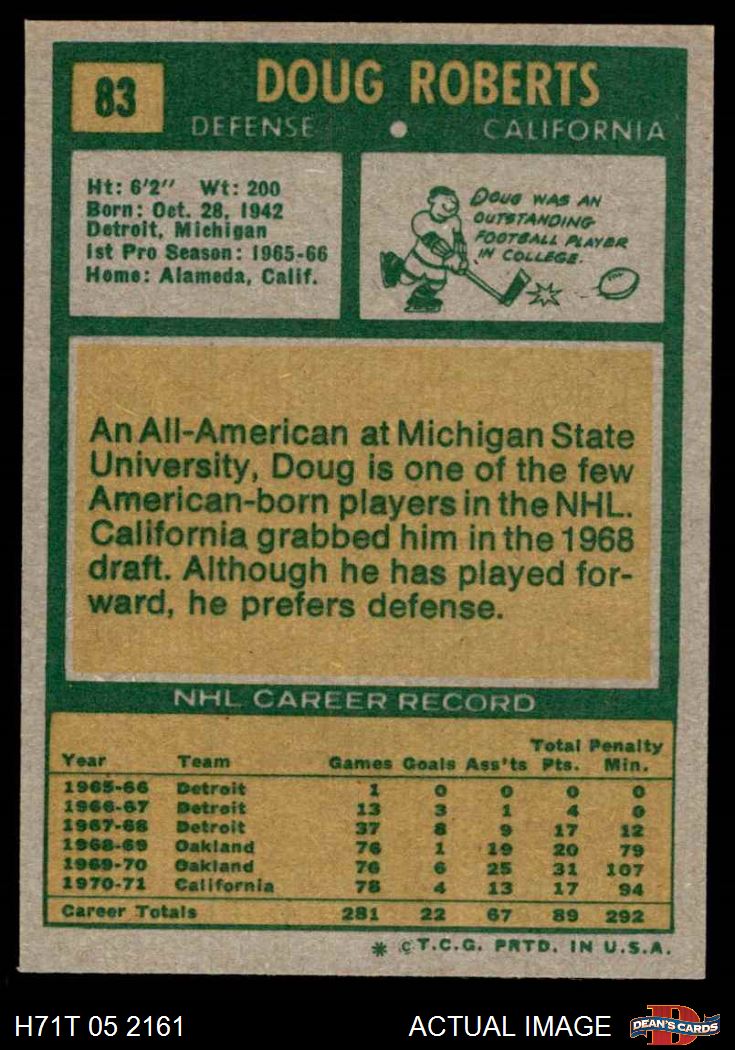 83
DOUG ROBERTS
DEFENSE • CALIFORNIA
Ht: 6'2" Wt: 200
Born: Oct. 28, 1942
Detroit, Michigan
1st Pro Season: 1965-66
Home: Alameda, Calif.
DOUG WAS AN
OUTSTANDING
FOOTBALL PLAYER
IN COLLEGE.
An All-American at Michigan State
University, Doug is one of the few
American-born players in the NHL.
California grabbed him in the 1968
draft. Although he has played for-
ward, he prefers defense.
NHL CAREER RECORD
Total Penalty
Year Team Games Goals Ass'ts Pts. Min.
1965-66 Detroit 1 0 0 0 0
1966-67 Detroit 13 3 1 4 0
1967-68 Detroit 37 8 9 17 12
1968-69 Oakland 76 1 19 20 79
1969-70 Oakland 76 6 25 31 107
1970-71 California 78 4 13 17 94
Career Totals 281 22 67 89 292
* © T.C.G. PRTD. IN U.S.A.
H71T 05 2161 ACTUAL IMAGE
D
DEAN'S CARDS